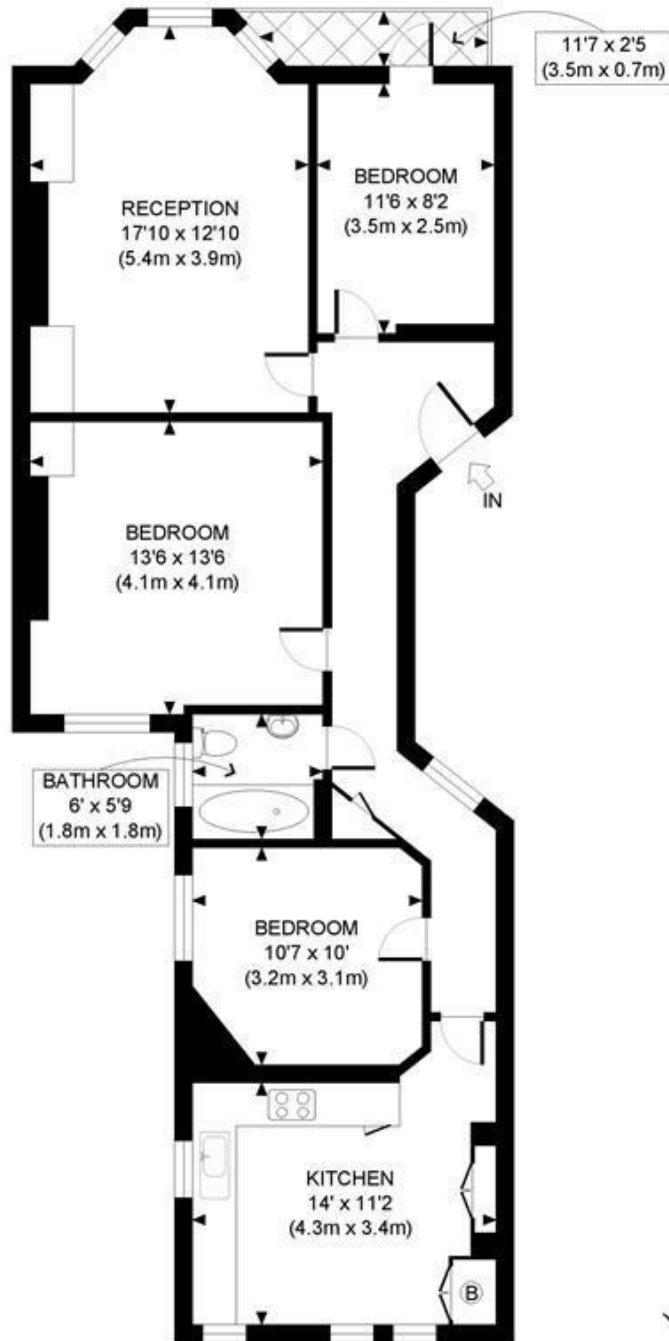 11'7 x 2'5
(3.5m x 0.7m)
BEDROOM
11'6 x 8'2
(3.5m x 2.5m)
RECEPTION
17'10 x 12'10
(5.4m x 3.9m)
IN
BEDROOM
13'6 x 13'6
(4.1m x 4.1m)
BATHROOM
6' x 5'9
(1.8m x 1.8m)
BEDROOM
10'7 x 10'
(3.2m x 3.1m)
KITCHEN
14' x 11'2
(4.3m x 3.4m)
B